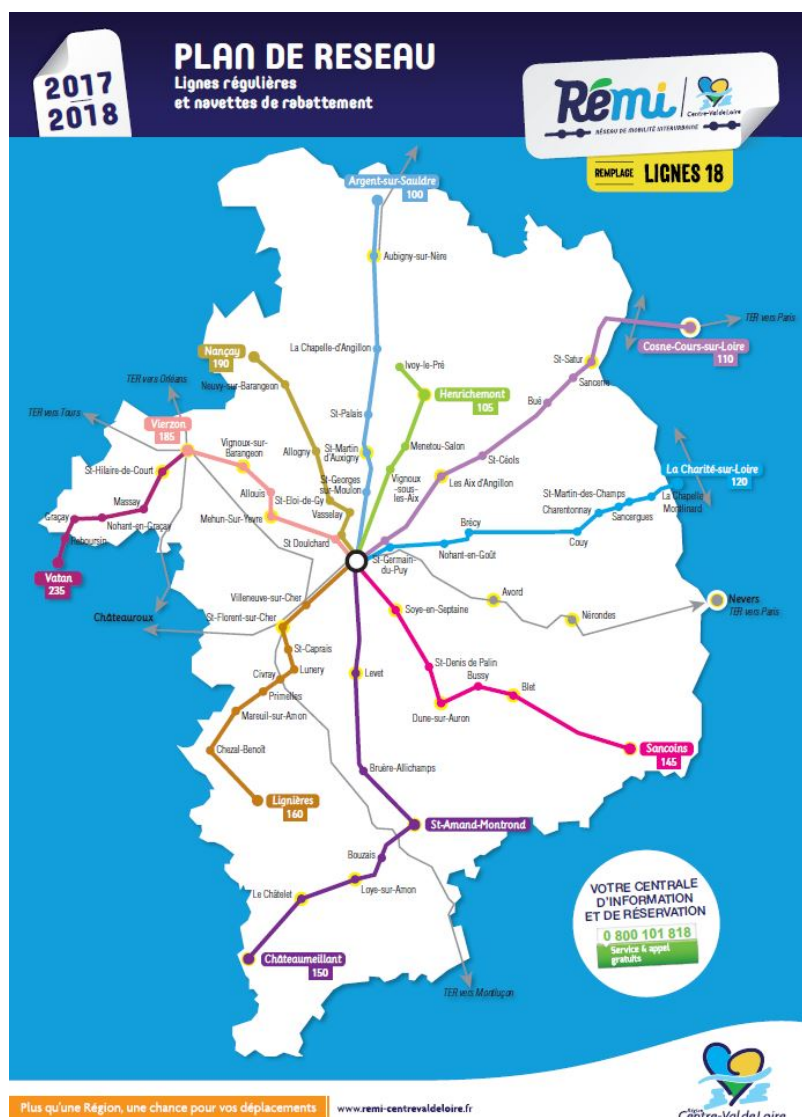 2017
2018
PLAN DE RESEAU
Lignes régulières
et navettes de rabattement
Rémi
Centre-Val de Loire
RÉSEAU DE MOBILITÉ INTERURBAINE
REMPLACE LIGNES 18
Argent-sur-Sauldre
100
Aubigny-sur-Nère
TER vers Paris
Cosne-Cours-sur-Loire
110
La Chapelle-d'Angillon
Nançay
190
St-Satur
Ivoy-le-Pré
TER vers Orléans
Neuvy-sur-Barangeon
Sancerre
Henrichemont
105
Bué
TER vers Tours
St-Palais
Vierzon
185
Vignoux-sur-
Barangeon
Allogny
St-Martin
d'Auxigny
Menetou-Salon
St-Céols
La Charité-sur-Loire
120
St-Hilaire-de-Court
St-Georges
sur-Moulon
Vignoux
-sous-
les-Aix
Les Aix d'Angillon
Allouis
St-Eloi-de-Gy
St-Martin-des-Champs
La Chapelle
Montlinard
Massay
Mehun-Sur-Yevre
Vasselay
Charentonnay
Sancergues
Graçay
Nohant-en-Graçay
Brécy
Reboursin
St Doulchard
Couy
Nohant-en-Goût
St-Germain-
du-Puy
Vatan
235
Villeneuve-sur-Cher
Avord
Nevers
TER vers Paris
Châteauroux
St-Florent-sur-Cher
Soye-en-Septaine
Nérondes
St-Caprais
St-Denis de Palin
Civray
Lunery
Levet
Bussy
Blet
Primelles
Mareuil-sur-Arnon
Dune-sur-Auron
Chezal-Benoît
Sancoins
145
Bruère-Allichamps
Lignières
160
St-Amand-Montrond
Bouzais
Le Châtelet
Loye-sur-Arnon
VOTRE CENTRALE
D'INFORMATION
ET DE RÉSERVATION
0 800 101 818
Service & appel
gratuits
Châteaumeillant
150
TER vers Montluçon
Plus qu'une Région, une chance pour vos déplacements
www.remi-centrevaldeloire.fr
Région
Centre-Val de Loire